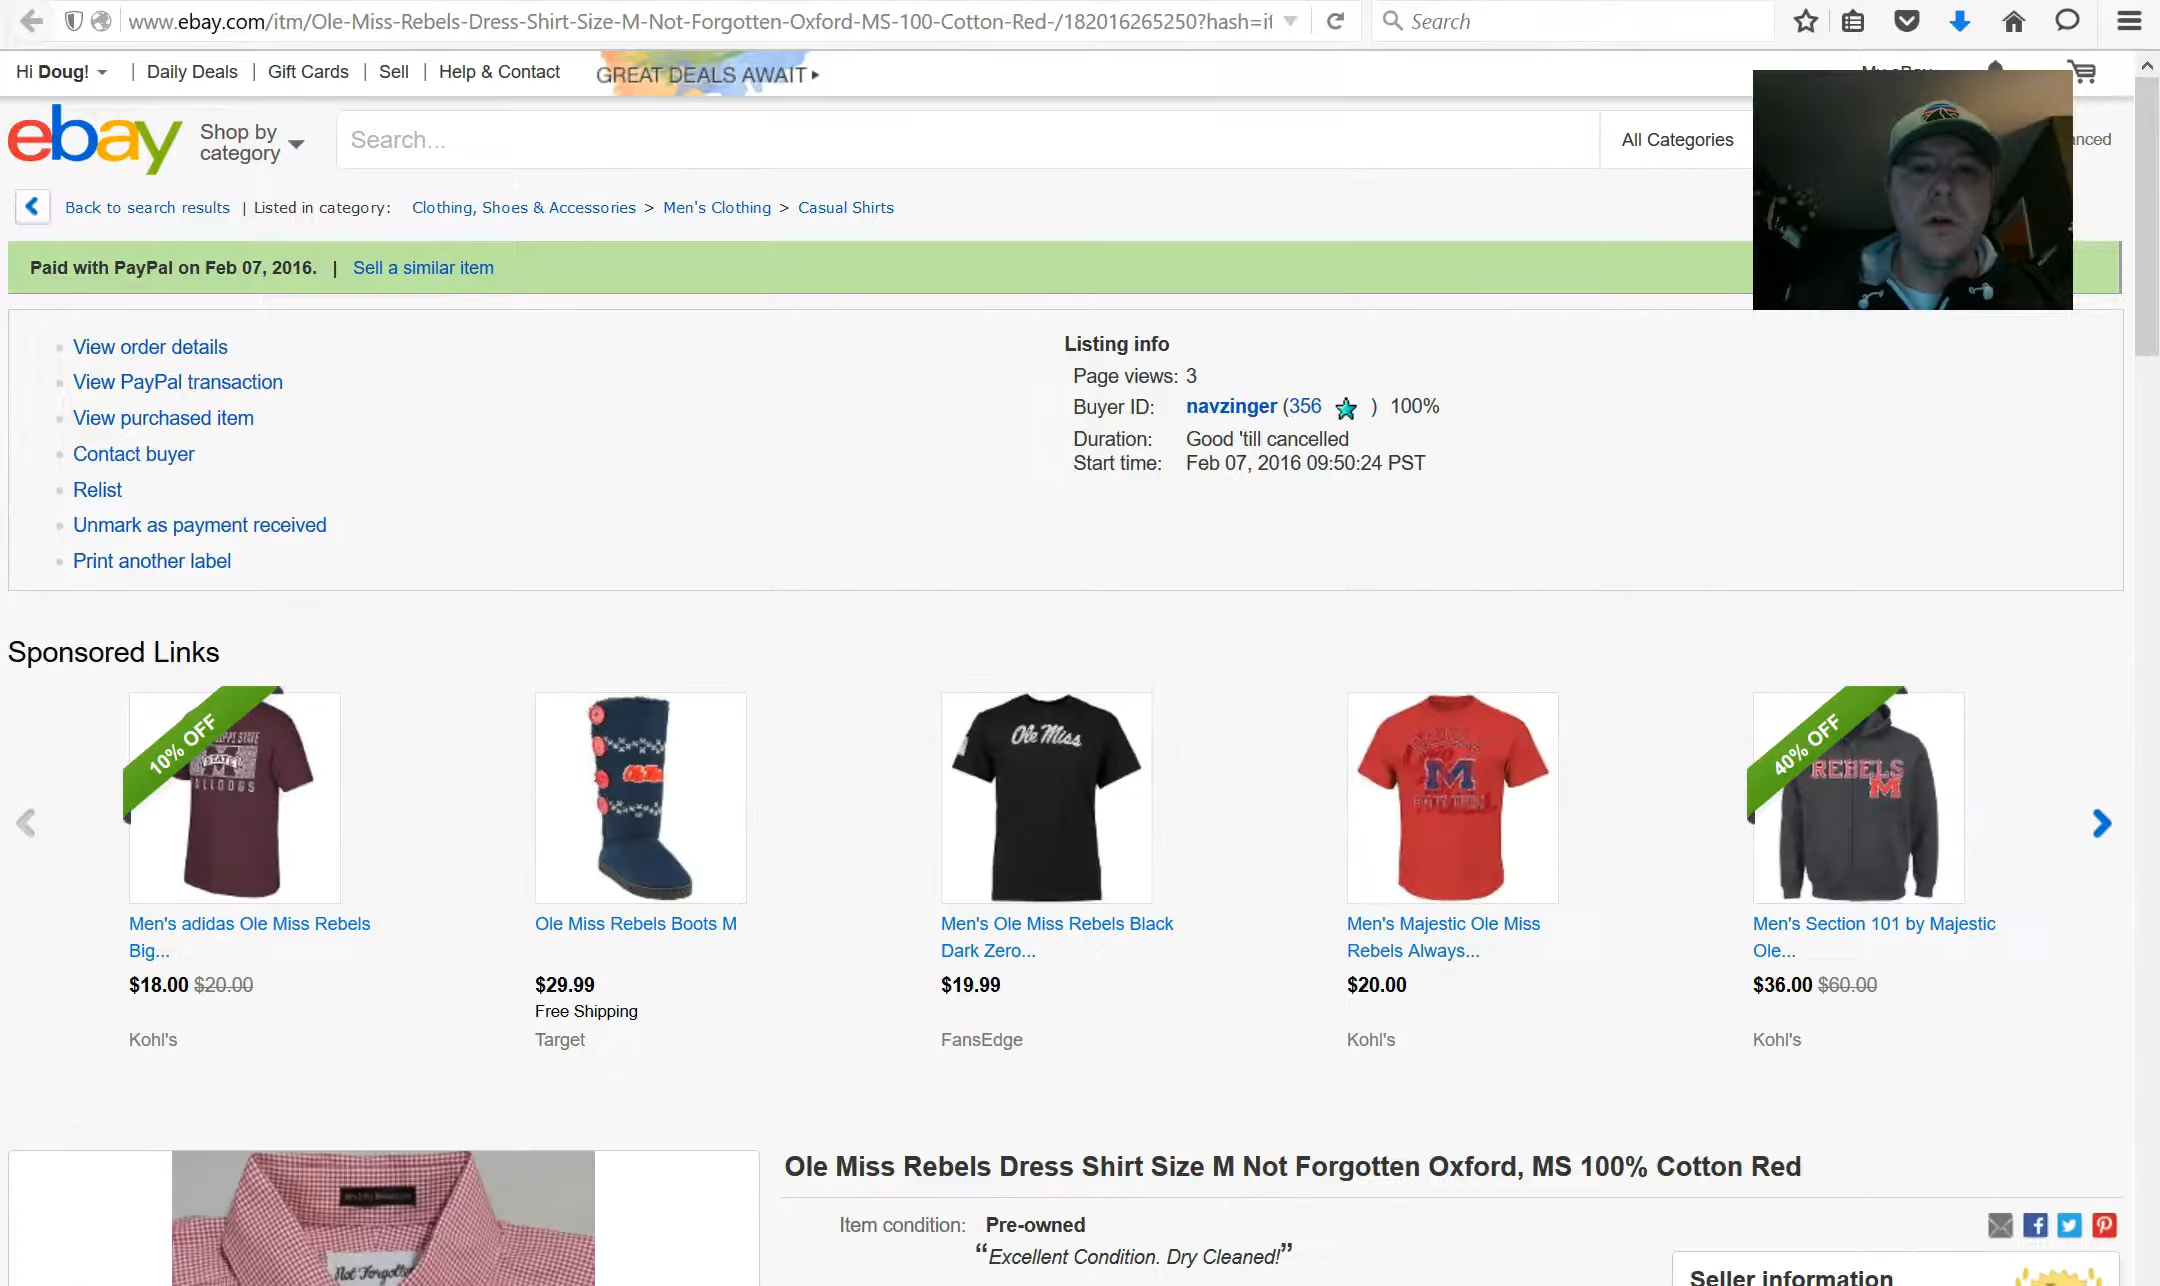 www.ebay.com/itm/Ole-Miss-Rebels-Dress-Shirt-Size-M-Not-Forgotten-Oxford-MS-100-Cotton-Red-/182016265250?hash=it
Search
Hi Doug! | Daily Deals | Gift Cards | Sell | Help & Contact
GREAT DEALS AWAIT
ebay
Shop by category
Search...
All Categories
Back to search results | Listed in category: Clothing, Shoes & Accessories > Men's Clothing > Casual Shirts
Paid with PayPal on Feb 07, 2016. | Sell a similar item
View order details
View PayPal transaction
View purchased item
Contact buyer
Relist
Unmark as payment received
Print another label
Listing info
Page views: 3
Buyer ID: navzinger (356 ) 100%
Duration: Good 'till cancelled
Start time: Feb 07, 2016 09:50:24 PST
Sponsored Links
10% OFF
STATE
Ole Miss
M
40% OFF
REBELS
M
Men's adidas Ole Miss Rebels Big...
$18.00 $20.00
Kohl's
Ole Miss Rebels Boots M
$29.99
Free Shipping
Target
Men's Ole Miss Rebels Black Dark Zero...
$19.99
FansEdge
Men's Majestic Ole Miss Rebels Always...
$20.00
Kohl's
Men's Section 101 by Majestic Ole...
$36.00 $60.00
Kohl's
Ole Miss Rebels Dress Shirt Size M Not Forgotten Oxford, MS 100% Cotton Red
Item condition: Pre-owned
“Excellent Condition. Dry Cleaned!”
Seller information